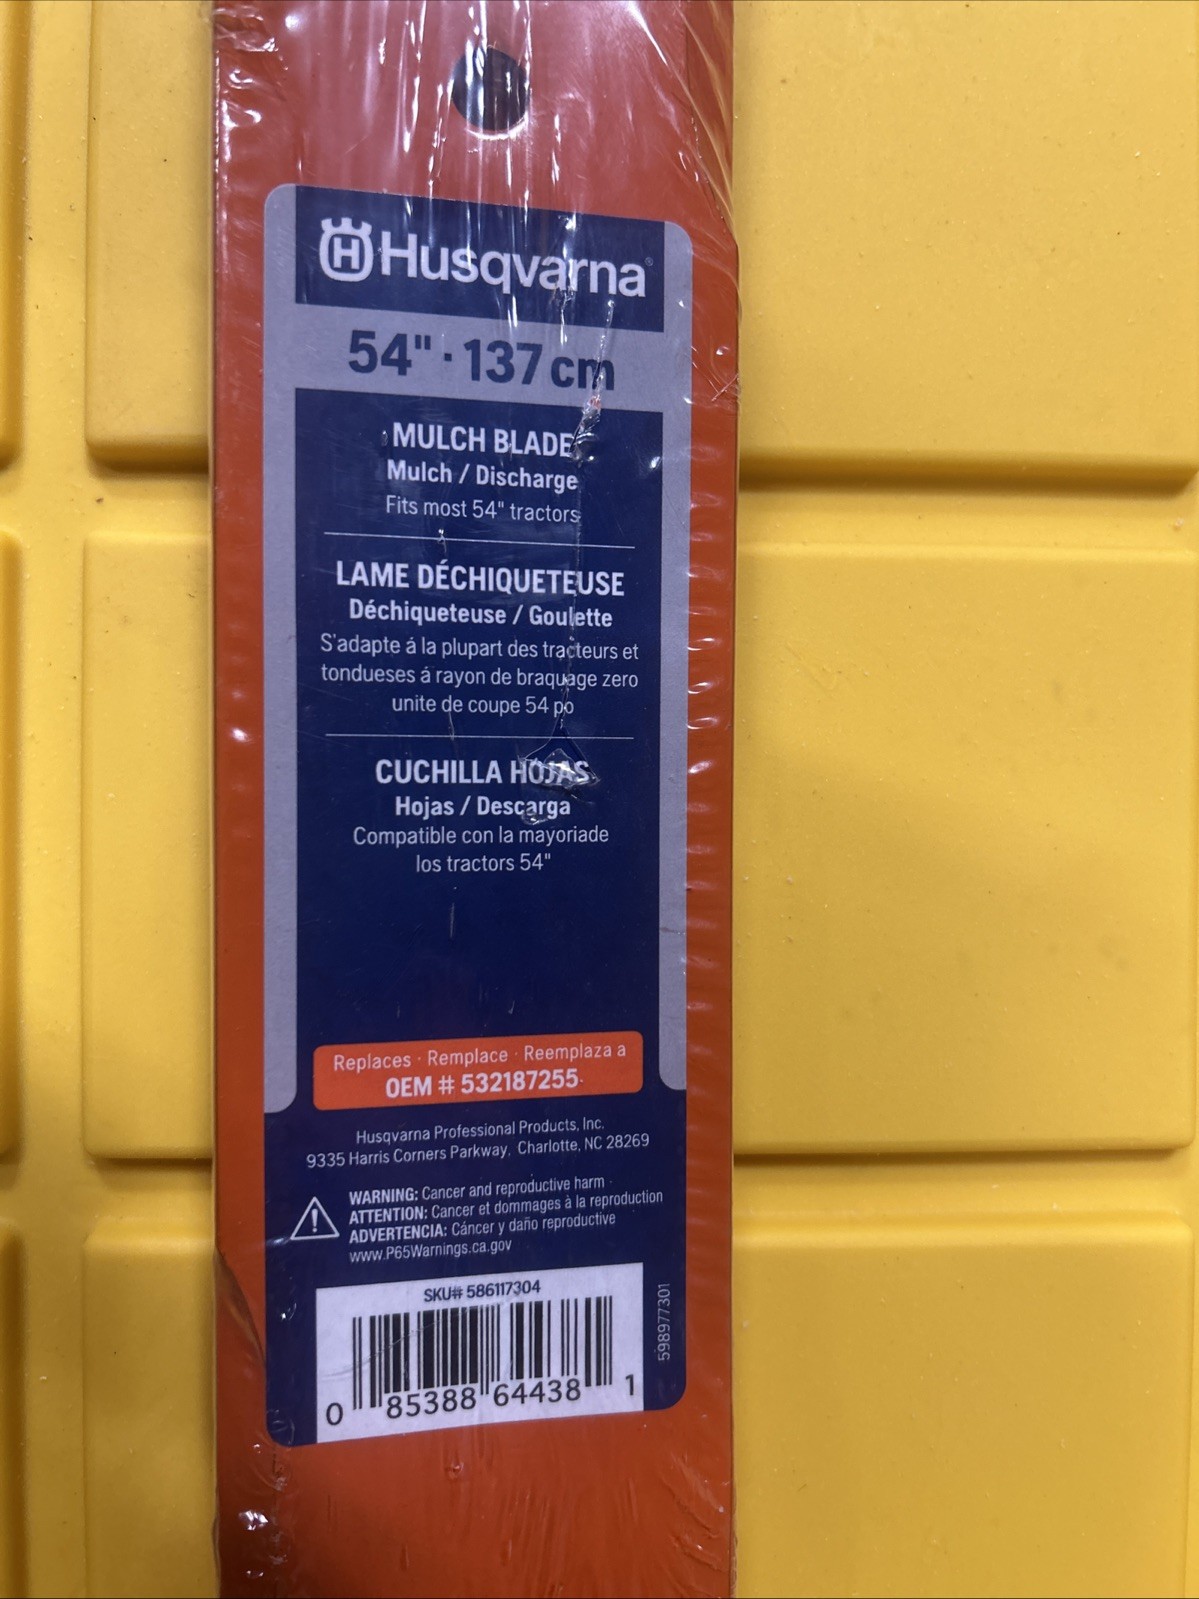 Husqvarna®
54" · 137 cm
MULCH BLADE
Mulch / Discharge
Fits most 54" tractors
LAME DÉCHIQUETEUSE
Déchiqueteuse / Goulette
S'adapte á la plupart des tracteurs et
tondueses á rayon de braquage zero
unite de coupe 54 po
CUCHILLA HOJAS
Hojas / Descarga
Compatible con la mayoriade
los tractors 54"
Replaces · Remplace · Reemplaza a
OEM # 532187255
Husqvarna Professional Products, Inc.
9335 Harris Corners Parkway, Charlotte, NC 28269
WARNING: Cancer and reproductive harm
ATTENTION: Cancer et dommages à la reproduction
ADVERTENCIA: Cáncer y daño reproductive
www.P65Warnings.ca.gov
SKU# 586117304
0 85388 64438 1
598977301